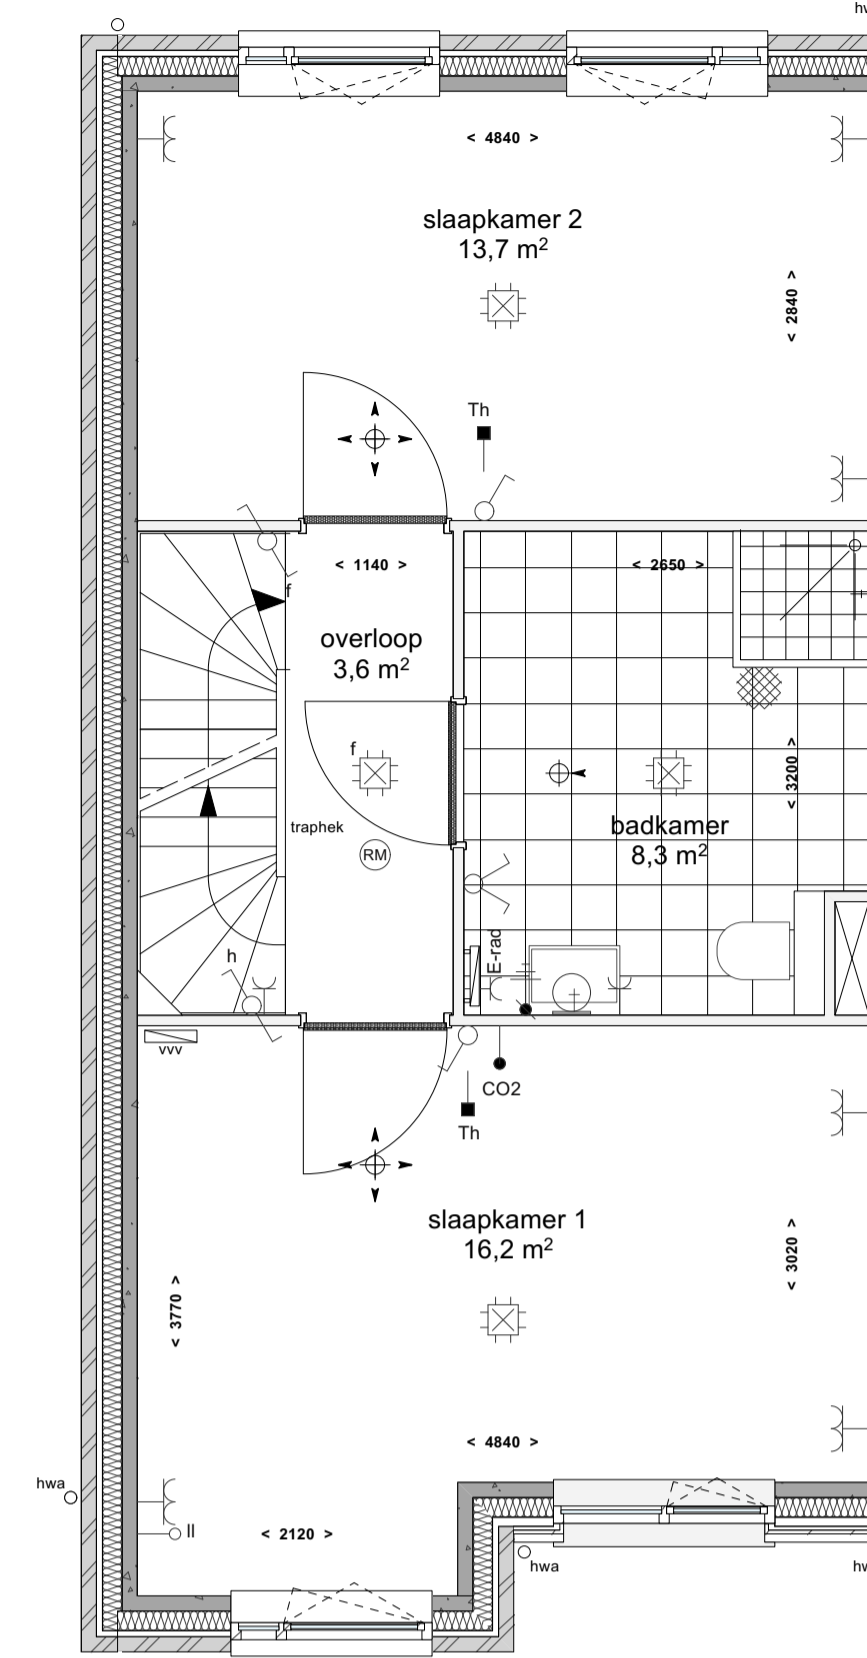 hw
< 4840 >
slaapkamer 2
13,7 m²
< 2840 >
Th
< 1140 >
< 2650 >
f
overloop
3,6 m²
f
< 3200 >
traphek
badkamer
8,3 m²
RM
h
E-rad
vvv
CO2
Th
slaapkamer 1
16,2 m²
< 3020 >
< 3770 >
< 4840 >
hwa
ll
< 2120 >
hwa
hw